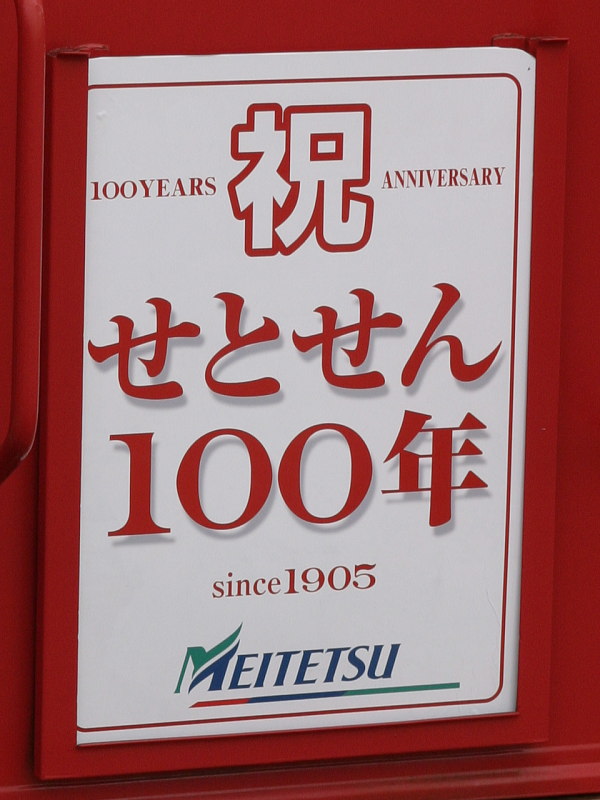 100YEARS 祝 ANNIVERSARY
せとせん
100年
since1905
MEITETSU